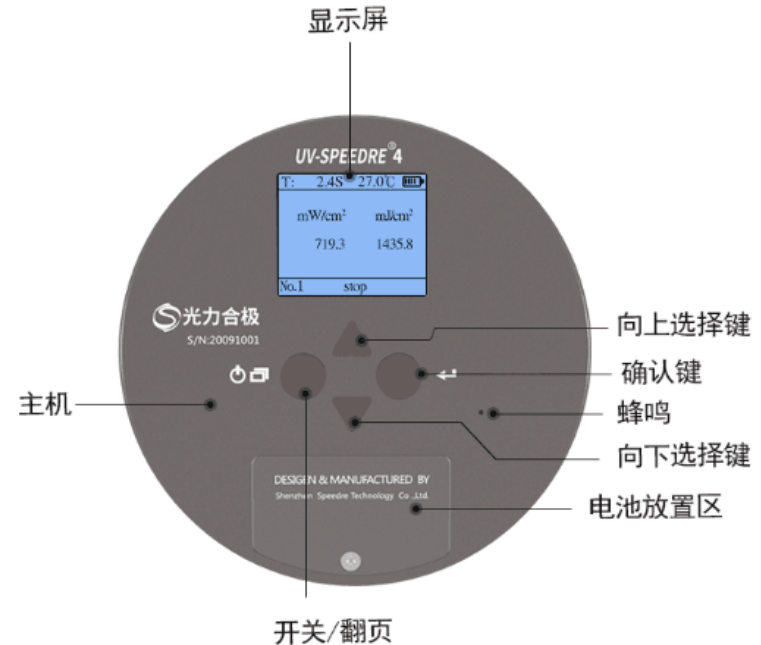 显示屏
UV-SPEEDRE®4
T: 2.4S 27.0℃
mW/cm² mJ/cm²
719.3 1435.8
No.1 stop
光力合极
S/N:20091001
向上选择键
确认键
主机
蜂鸣
向下选择键
DESIGEN & MANUFACTURED BY
Shenzhen Speedre Technology Co .,Ltd.
电池放置区
开关/翻页